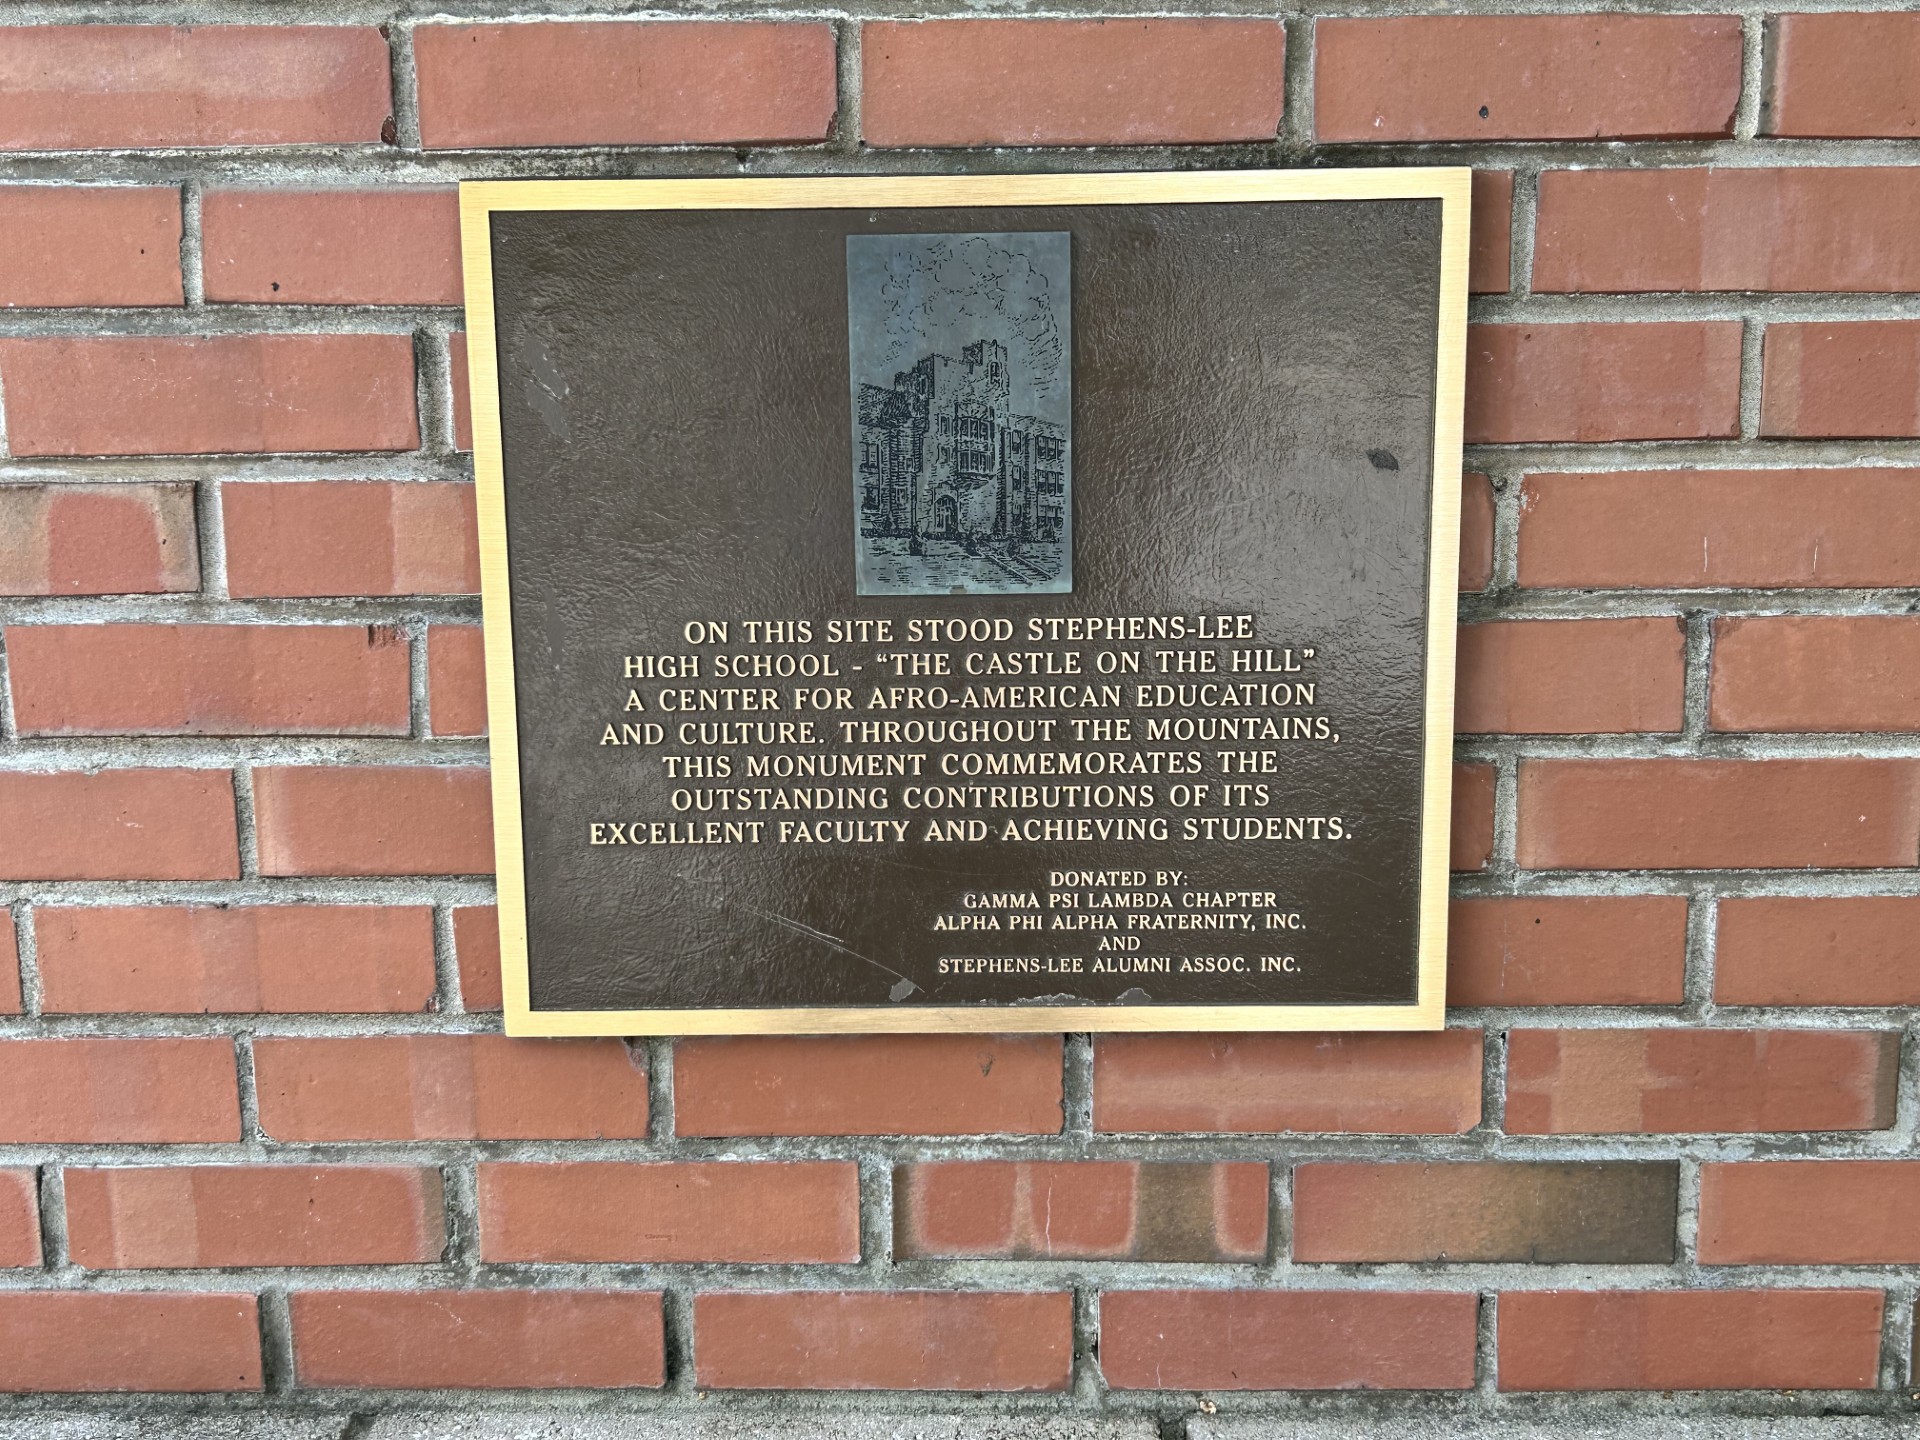 ON THIS SITE STOOD STEPHENS-LEE
HIGH SCHOOL - “THE CASTLE ON THE HILL”
A CENTER FOR AFRO-AMERICAN EDUCATION
AND CULTURE. THROUGHOUT THE MOUNTAINS,
THIS MONUMENT COMMEMORATES THE
OUTSTANDING CONTRIBUTIONS OF ITS
EXCELLENT FACULTY AND ACHIEVING STUDENTS.
DONATED BY:
GAMMA PSI LAMBDA CHAPTER
ALPHA PHI ALPHA FRATERNITY, INC.
AND
STEPHENS-LEE ALUMNI ASSOC. INC.